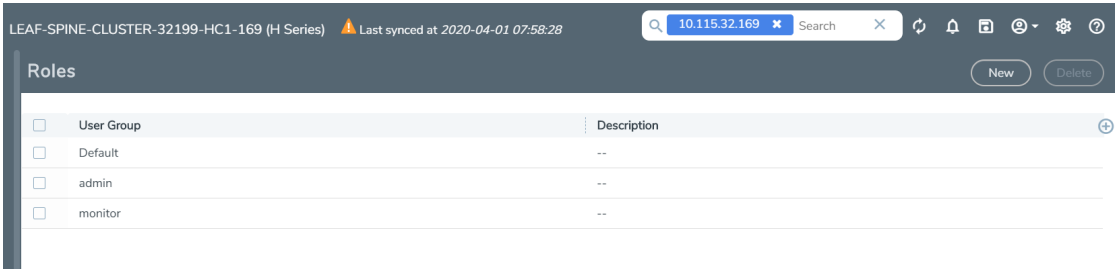 LEAF-SPINE-CLUSTER-32199-HC1-169 (H Series) Last synced at 2020-04-01 07:58:28 10.115.32.169 Search
Roles New Delete
User Group Description
Default --
admin --
monitor --